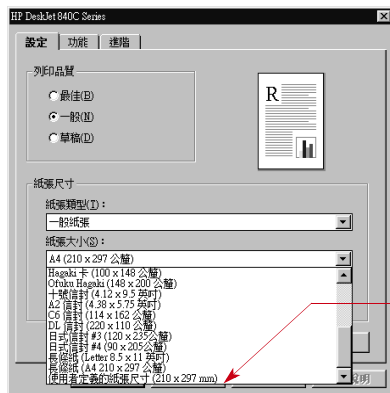 HP DeskJet 840C Series
設定 功能 進階
列印品質
最佳(B)
一般(N)
草稿(D)
R
紙張尺寸
紙張類型(T)：
一般紙張
紙張大小(S)：
A4 (210 x 297 公釐)
Hagaki 卡 (100 x 148 公釐)
Ofuku Hagaki (148 x 200 公釐)
十號信封 (4.12 x 9.5 英吋)
A2 信封 (4.38 x 5.75 英吋)
C6 信封 (114 x 162 公釐)
DL 信封 (220 x 110 公釐)
日式信封 #3 (120 x 235公釐)
日式信封 #4 (90 x 205公釐)
長條紙 (Letter 8.5 x 11 英吋)
長條紙 (A4 210 x 297 公釐)
使用者定義的紙張尺寸 (210 x 297 mm)
說明